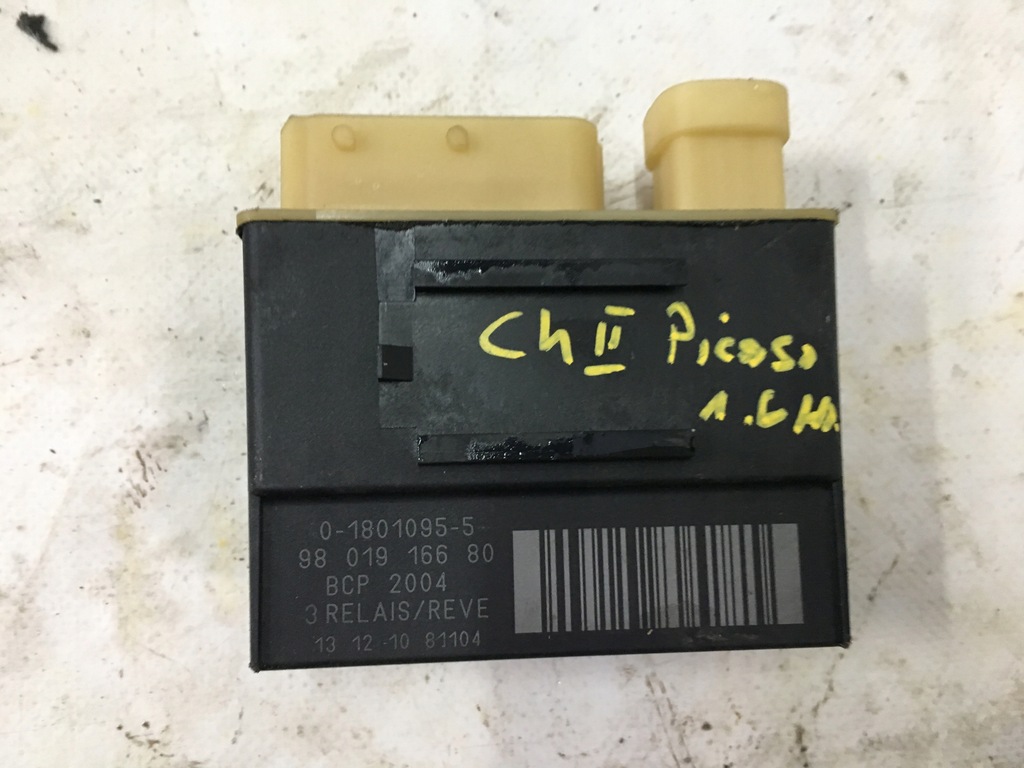 Ch II Picaso
1.6 HD.
0-1801095-5
98 019 166 80
BCP 2004
3 RELAIS/REVE
13 12-10 81104